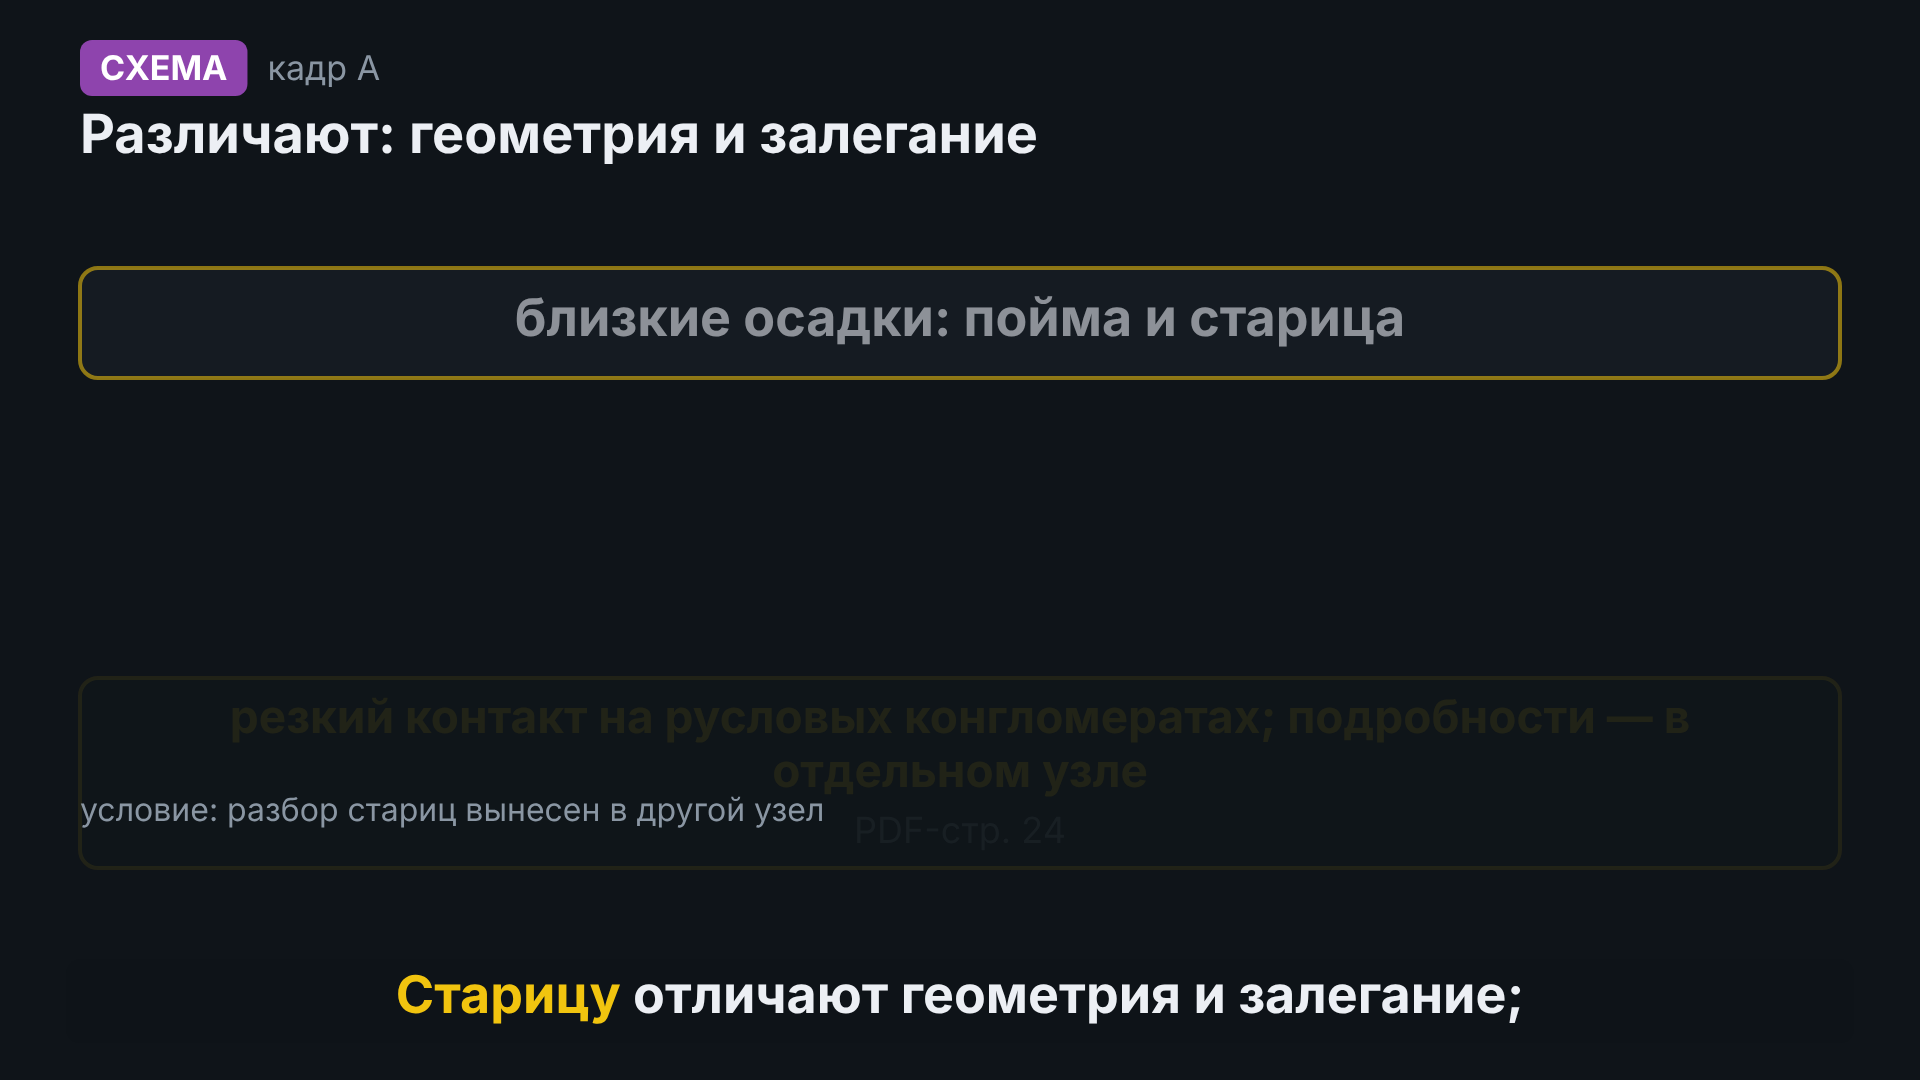 СХЕМА кадр А
Различают: геометрия и залегание
близкие осадки: пойма и старица
резкий контакт на русловых конгломератах; подробности — в
отдельном узле
условие: разбор стариц вынесен в другой узел
PDF-стр. 24
Старицу отличают геометрия и залегание;